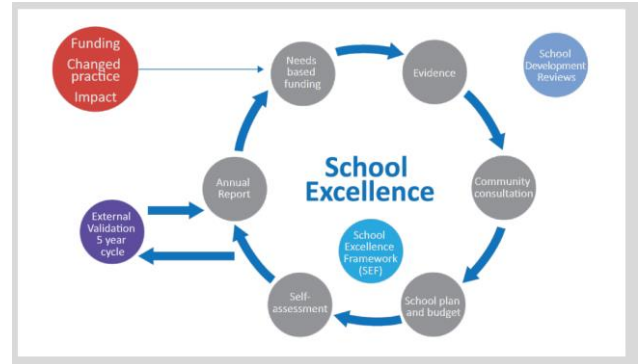 Funding
Changed
practice
Impact
Needs
based
funding
Evidence
School
Development
Reviews
Annual
Report
School
Excellence
Community
consultation
External
Validation
5 year
cycle
School
Excellence
Framework
(SEF)
Self-
assessment
School plan
and budget